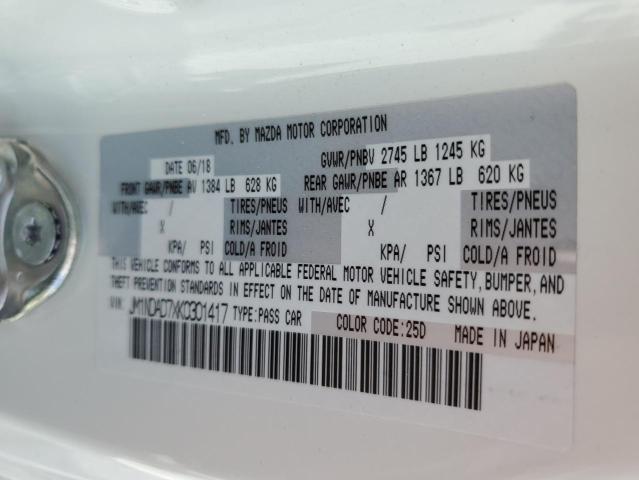 MFD. BY MAZDA MOTOR CORPORATION
DATE 06/18 GVWR/PNBV 2745 LB 1245 KG
FRONT GAWR/PNBE AV 1384 LB 628 KG REAR GAWR/PNBE AR 1367 LB 620 KG
WITH/AVEC / TIRES/PNEUS WITH/AVEC / TIRES/PNEUS
X RIMS/JANTES X RIMS/JANTES
KPA/ PSI COLD/A FROID KPA/ PSI COLD/A FROID
THIS VEHICLE CONFORMS TO ALL APPLICABLE FEDERAL MOTOR VEHICLE SAFETY, BUMPER, AND
THEFT PREVENTION STANDARDS IN EFFECT ON THE DATE OF MANUFACTURE SHOWN ABOVE.
VIN: JM1NDAD7XK0301417 TYPE:PASS CAR COLOR CODE:25D MADE IN JAPAN